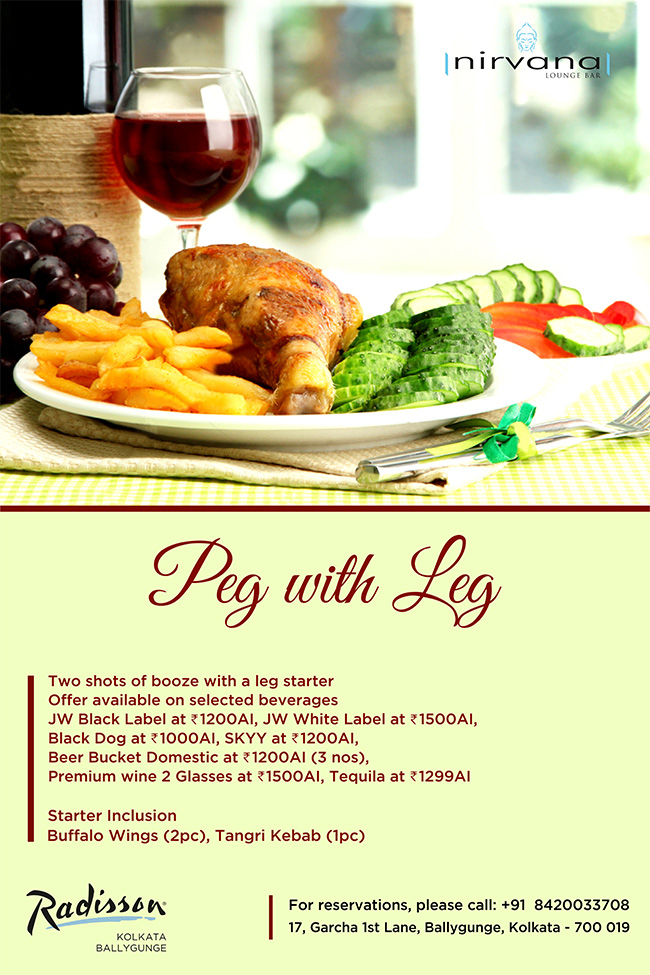 nirvana
LOUNGE BAR
Peg with Leg
Two shots of booze with a leg starter
Offer available on selected beverages
JW Black Label at ₹1200AI, JW White Label at ₹1500AI,
Black Dog at ₹1000AI, SKYY at ₹1200AI,
Beer Bucket Domestic at ₹1200AI (3 nos),
Premium wine 2 Glasses at ₹1500AI, Tequila at ₹1299AI
Starter Inclusion
Buffalo Wings (2pc), Tangri Kebab (1pc)
Radisson®
KOLKATA
BALLYGUNGE
For reservations, please call: +91 8420033708
17, Garcha 1st Lane, Ballygunge, Kolkata - 700 019